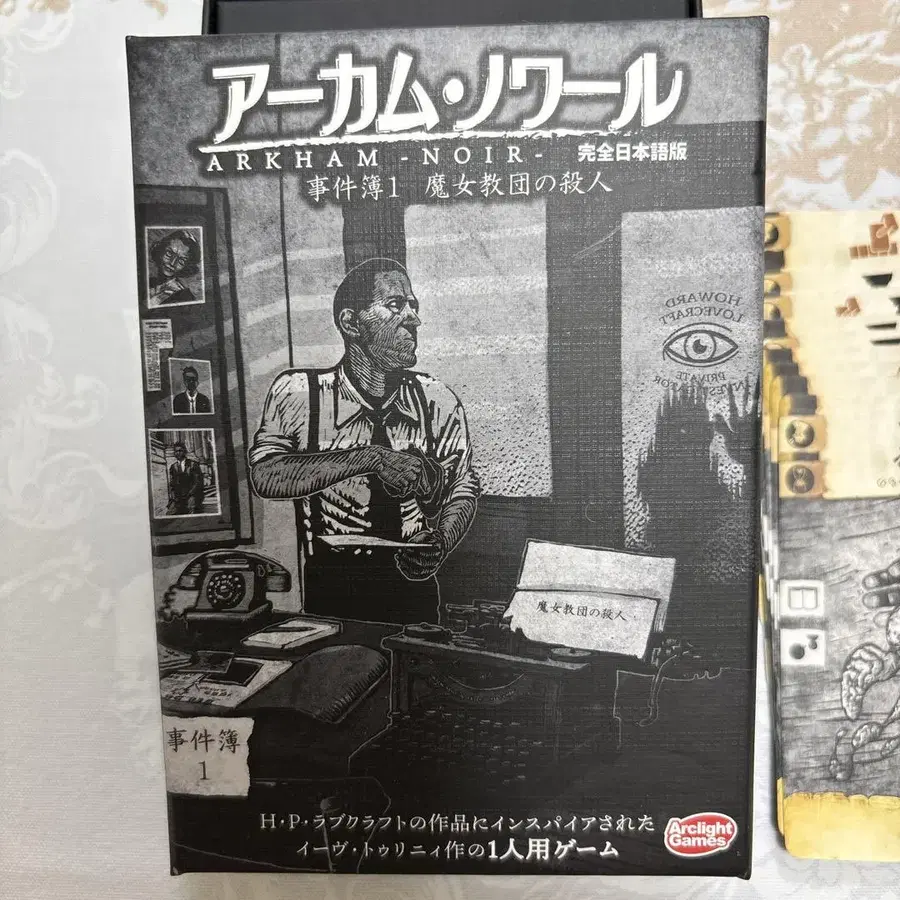 アーカム・ノワール
ARKHAM -NOIR- 完全日本語版
事件簿1 魔女教団の殺人
HOWARD
LOVECRAFT
PRIVATE
INVESTIGATOR
魔女教団の殺人
事件簿
1
H・P・ラブクラフトの作品にインスパイアされた
イーヴ・トゥリニィ作の1人用ゲーム
Arclight
Games